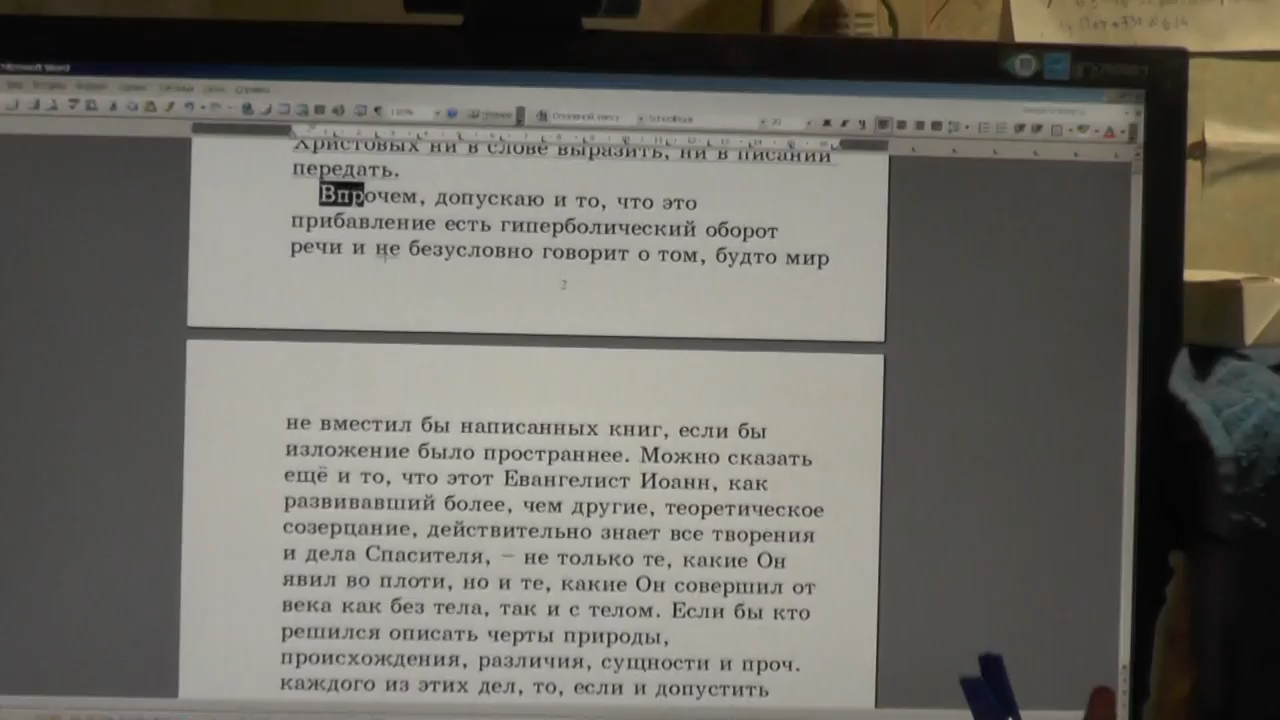 Microsoft Word
Христовых ни в слове выразить, ни в писании
передать.
Впрочем, допускаю и то, что это
прибавление есть гиперболический оборот
речи и не безусловно говорит о том, будто мир
2
не вместил бы написанных книг, если бы
изложение было пространнее. Можно сказать
ещё и то, что этот Евангелист Иоанн, как
развивавший более, чем другие, теоретическое
созерцание, действительно знает все творения
и дела Спасителя, – не только те, какие Он
явил во плоти, но и те, какие Он совершил от
века как без тела, так и с телом. Если бы кто
решился описать черты природы,
происхождения, различия, сущности и проч.
каждого из этих дел, то, если и допустить